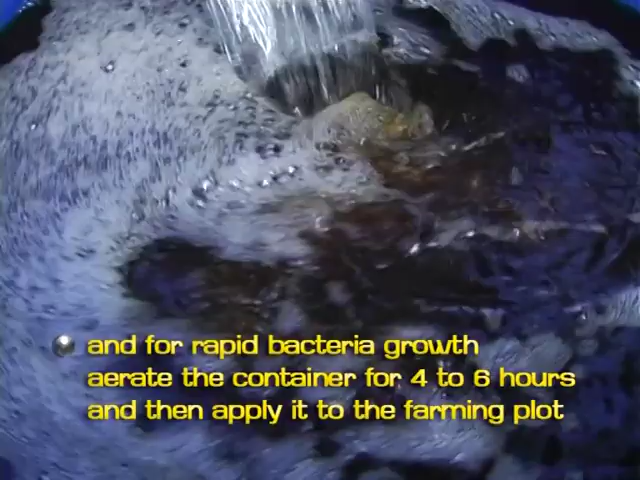 and for rapid bacteria growth
aerate the container for 4 to 6 hours
and then apply it to the farming plot